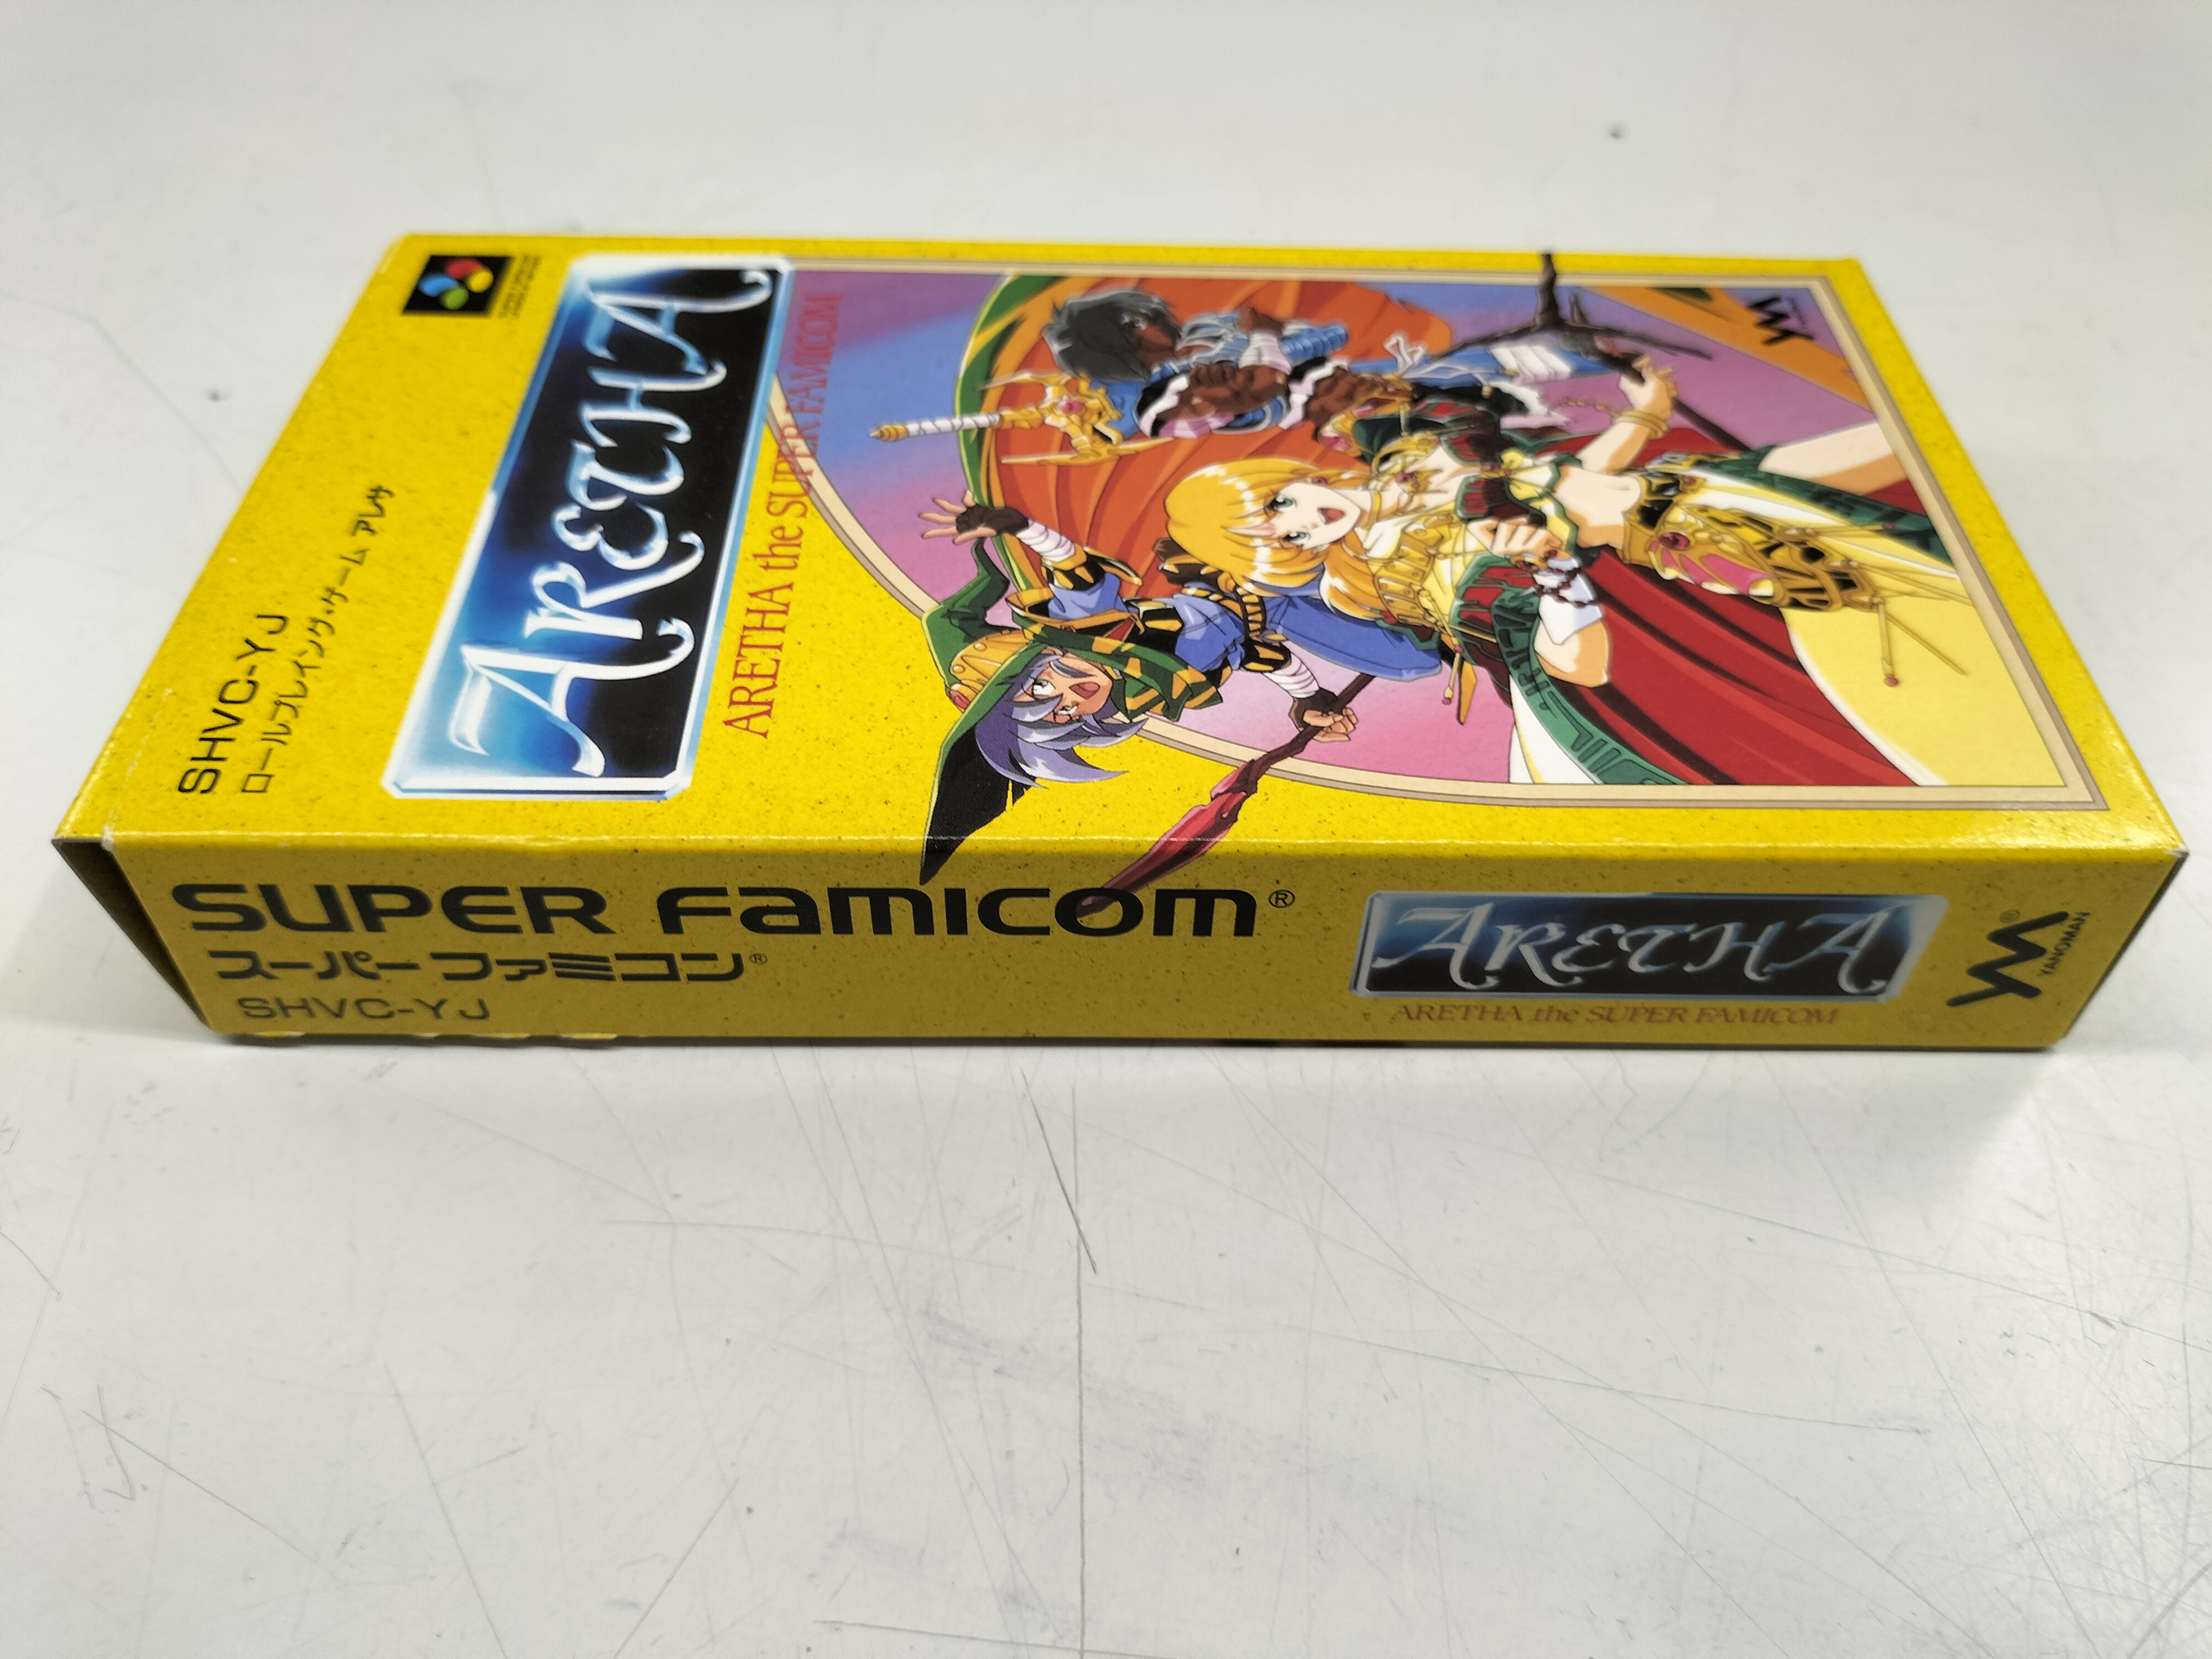 SHVC-YJ
ロールプレイング・ゲーム アレサ
ARETHA
ARETHA the SUPER FAMICOM
SUPER FAMICOM®
スーパーファミコン®
SHVC-YJ
ARETHA
ARETHA the SUPER FAMICOM
®
YANOMAN